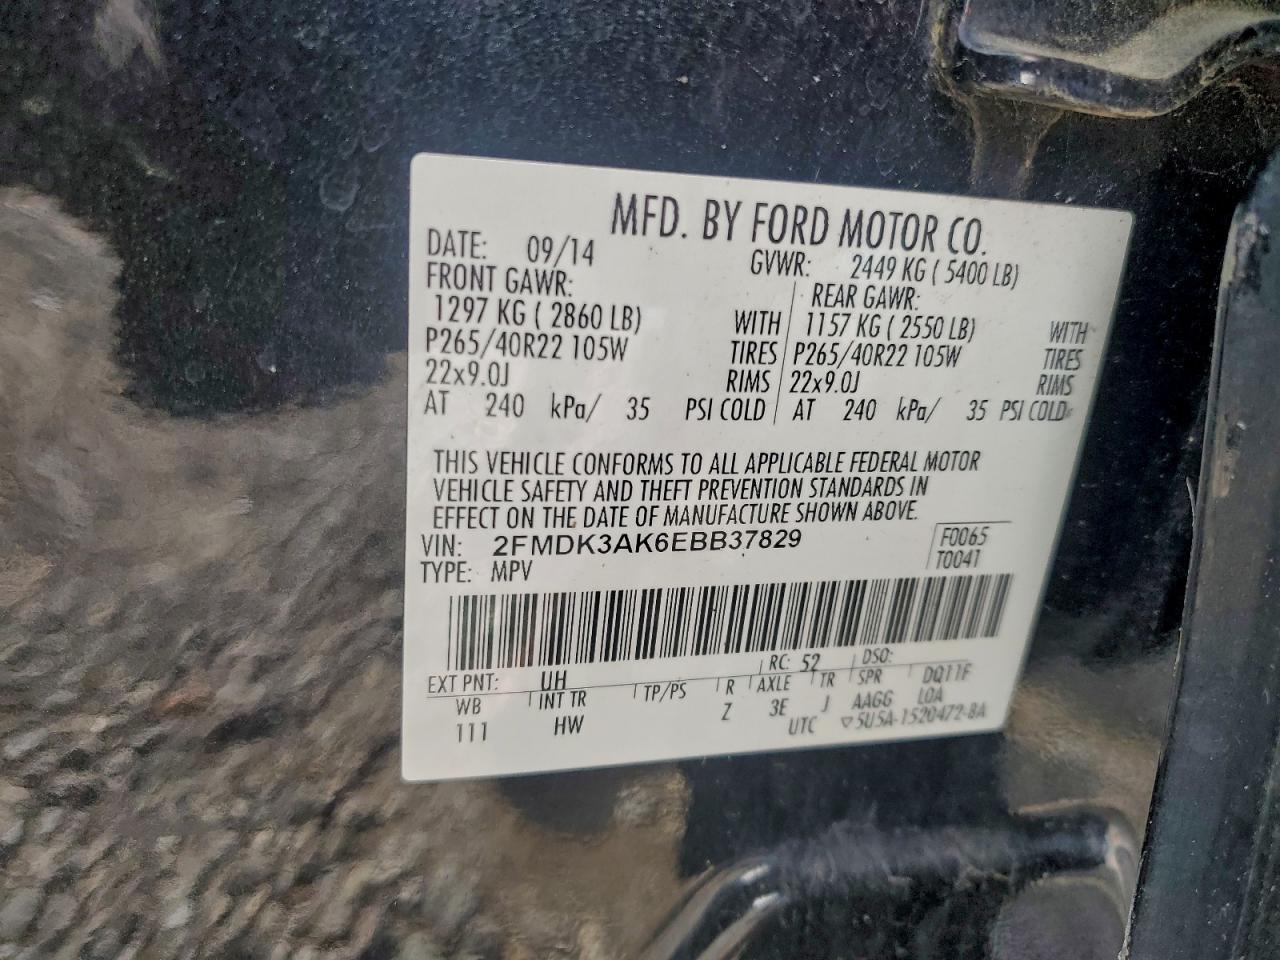 MFD. BY FORD MOTOR CO.
DATE: 09/14 GVWR: 2449 KG ( 5400 LB)
FRONT GAWR: REAR GAWR:
1297 KG ( 2860 LB) WITH 1157 KG ( 2550 LB) WITH
P265/40R22 105W TIRES P265/40R22 105W TIRES
22x9.0J RIMS 22x9.0J RIMS
AT 240 kPa/ 35 PSI COLD AT 240 kPa/ 35 PSI COLD
THIS VEHICLE CONFORMS TO ALL APPLICABLE FEDERAL MOTOR
VEHICLE SAFETY AND THEFT PREVENTION STANDARDS IN
EFFECT ON THE DATE OF MANUFACTURE SHOWN ABOVE.
VIN: 2FMDK3AK6EBB37829 F0065
TYPE: MPV T0041
EXT PNT: UH RC: 52 DSO:
WB INT TR TP/PS R AXLE TR SPR DQ11F
111 HW Z 3E J AAGG LOA
UTC ▽5U5A-1520472-BA